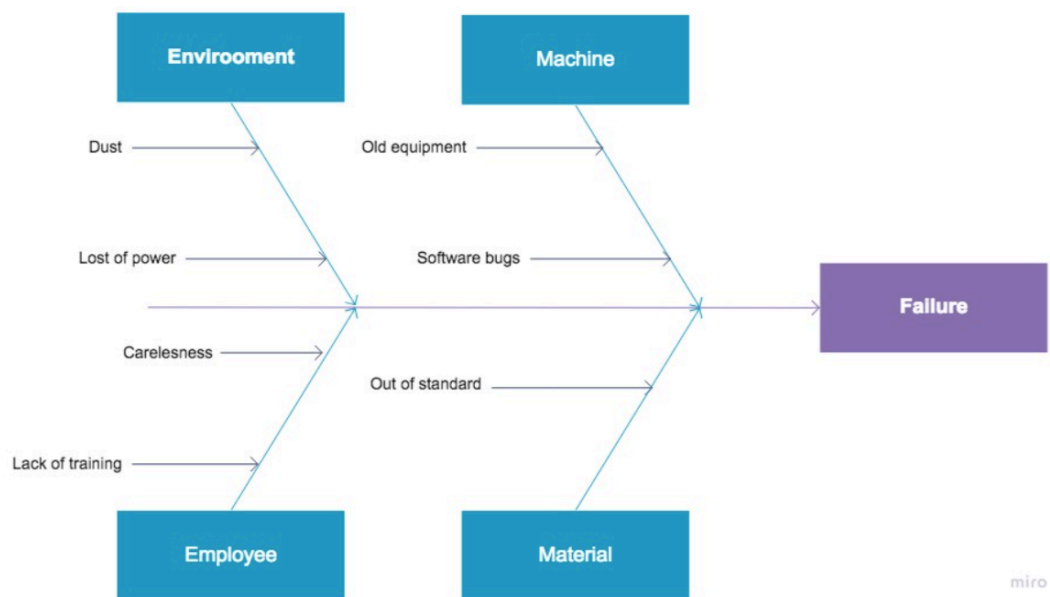 Envirooment
Machine
Dust
Old equipment
Lost of power
Software bugs
Failure
Carelesness
Out of standard
Lack of training
Employee
Material
miro